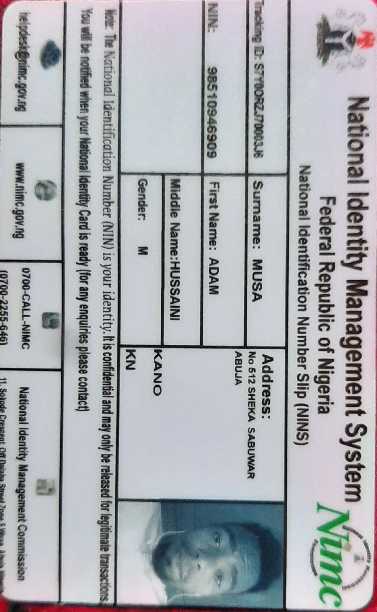 National Identity Management System
Federal Republic of Nigeria
National Identification Number Slip (NINS)
Tracking ID: S7Y0ORZJ70003J6
Surname: MUSA
Address:
No 512 SHEKA SABUWAR
ABUJA
NIN: 98510946909
First Name: ADAM
Middle Name: HUSSAINI
KANO
Gender: M
KN
Note: The National Identification Number (NIN) is your identity. It is confidential and may only be released for legitimate transactions.
You will be notified when your National Identity Card is ready (for any enquiries please contact)
helpdesk@nimc.gov.ng
www.nimc.gov.ng
0700-CALL-NIMC
(0700-2255-646)
National Identity Management Commission
11, Sokode Crescent, Off Dalaba Street, Zone 5 Wuse, Abuja
Nimc